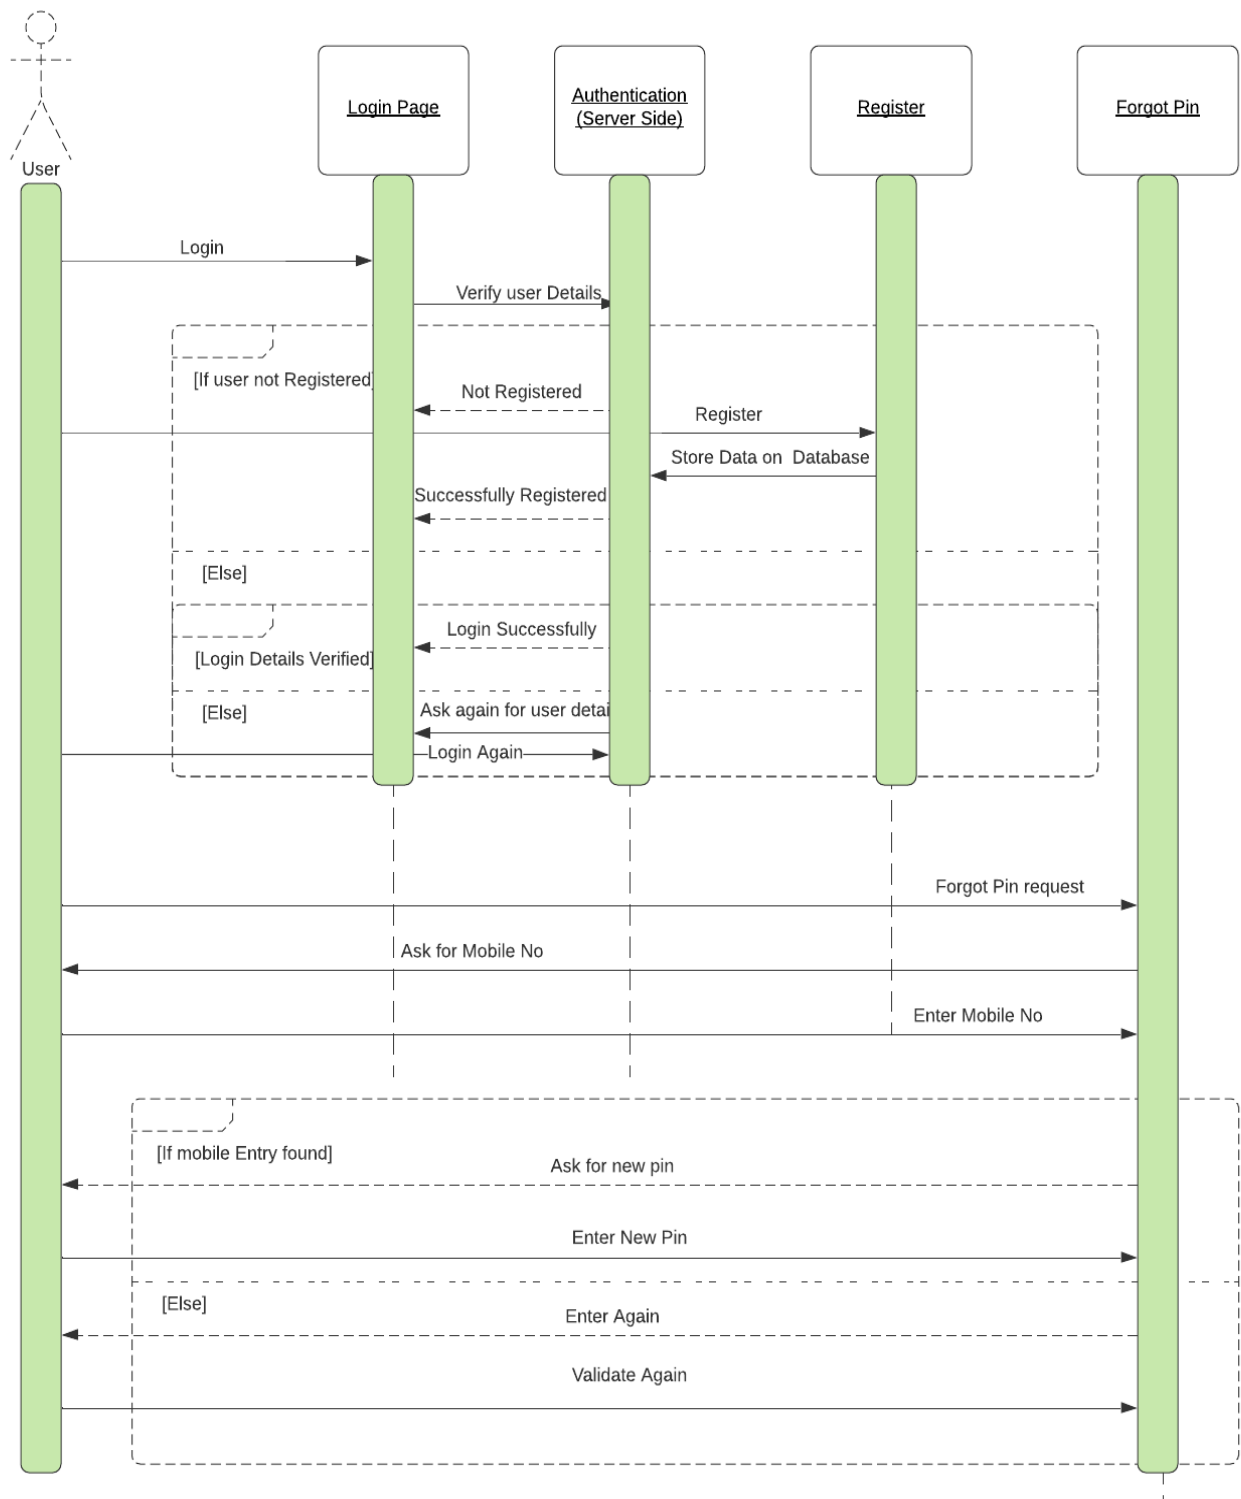 User
Login Page
Authentication
(Server Side)
Register
Forgot Pin
Login
Verify user Details
[If user not Registered]
Not Registered
Register
Store Data on  Database
Successfully Registered
[Else]
Login Successfully
[Login Details Verified]
[Else]
Ask again for user detai
Login Again
Forgot Pin request
Ask for Mobile No
Enter Mobile No
[If mobile Entry found]
Ask for new pin
Enter New Pin
[Else]
Enter Again
Validate Again